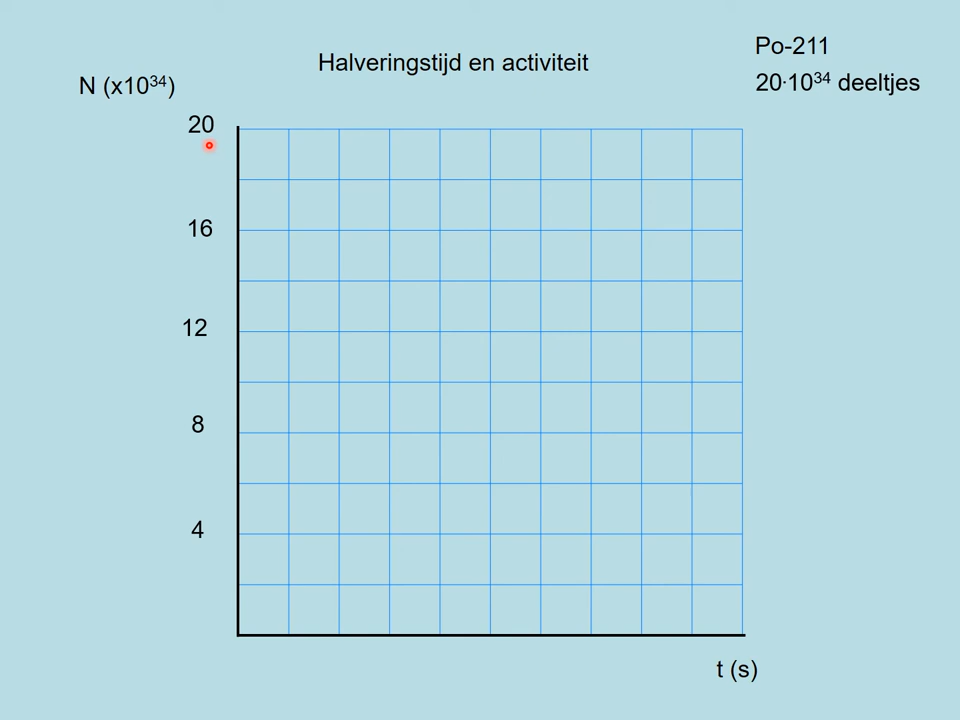 Halveringstijd en activiteit
Po-211
20·10³⁴ deeltjes
N (x10³⁴)
20
16
12
8
4
t (s)